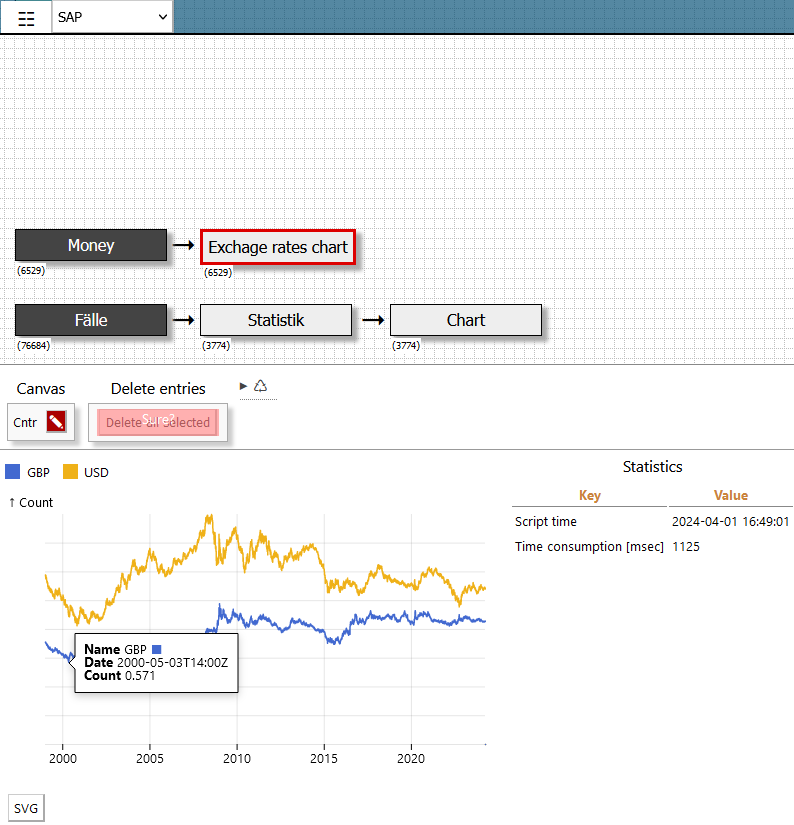 SAP
Money
Exchage rates chart
(6529)
(6529)
Fälle
Statistik
Chart
(76684)
(3774)
(3774)
Canvas
Delete entries
Cntr
Delete all selected
Sure?
GBP
USD
↑ Count
Name GBP
Date 2000-05-03T14:00Z
Count 0.571
2000
2005
2010
2015
2020
SVG
Statistics
Key Value
Script time 2024-04-01 16:49:01
Time consumption [msec] 1125